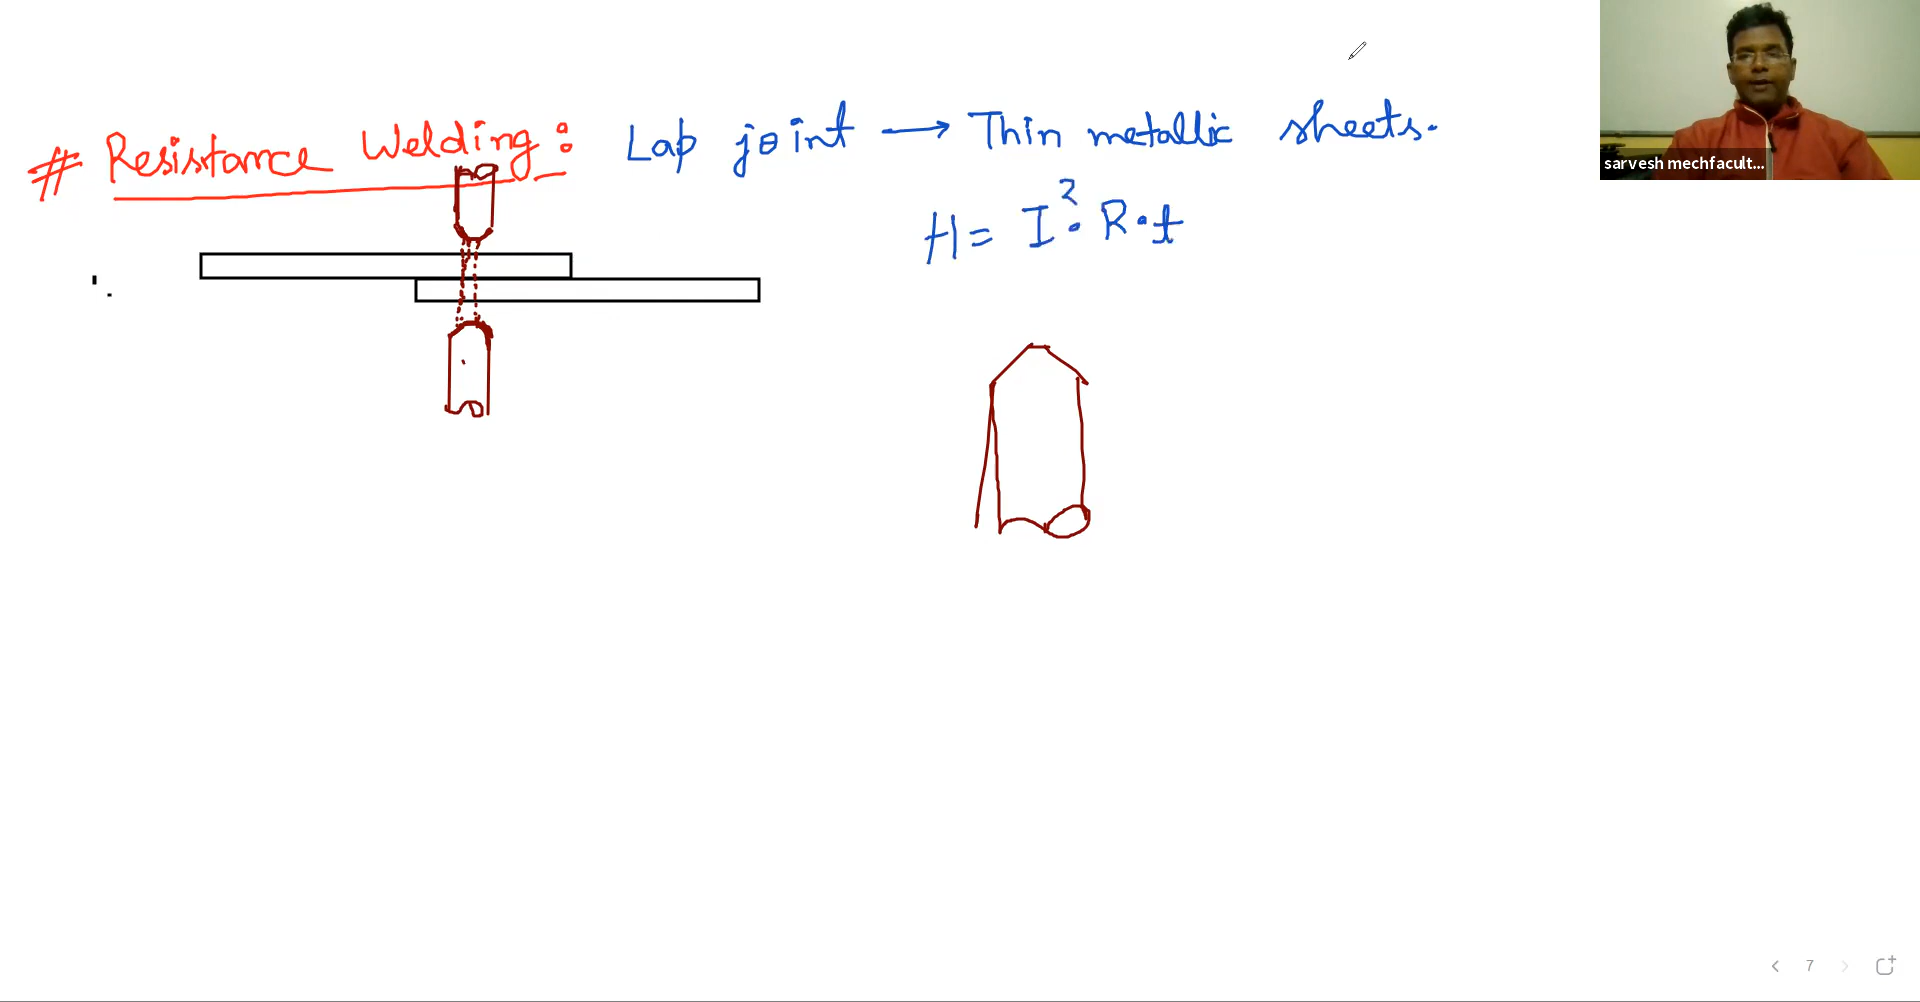 # Resistance Welding: Lap joint → Thin metallic sheets.
H = I²·R·t
sarvesh mechfacult...
7